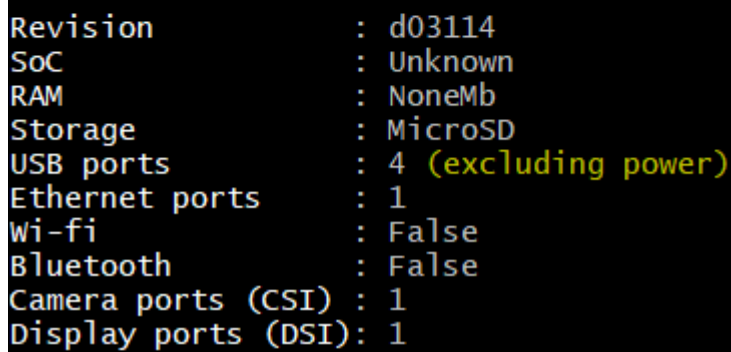 Revision           : d03114
SoC                : Unknown
RAM                : NoneMb
Storage            : MicroSD
USB ports          : 4 (excluding power)
Ethernet ports     : 1
Wi-fi              : False
Bluetooth          : False
Camera ports (CSI) : 1
Display ports (DSI): 1